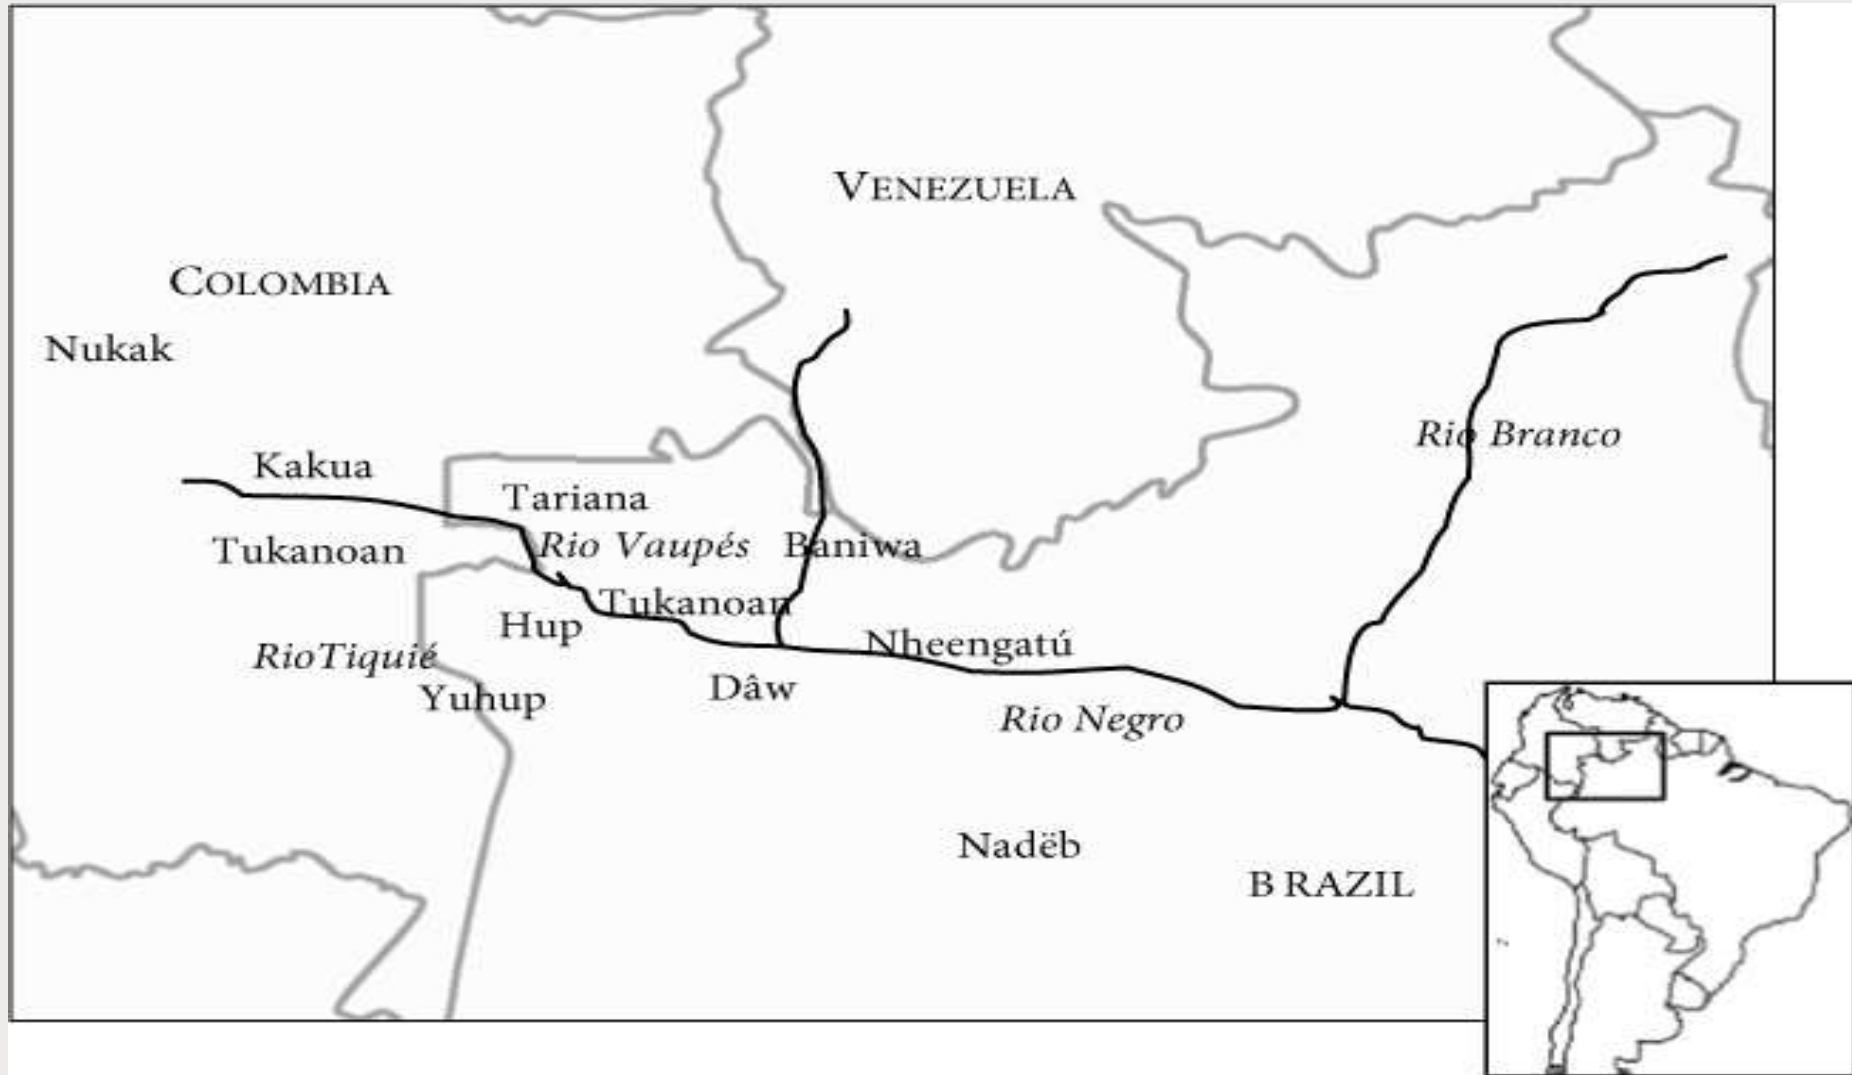 VENEZUELA
COLOMBIA
Nukak
Rio Branco
Kakua
Tariana
Tukanoan
Rio Vaupés
Baniwa
Tukanoan
Hup
Nheengatú
RioTiquié
Yuhup
Dâw
Rio Negro
Nadëb
B RAZIL